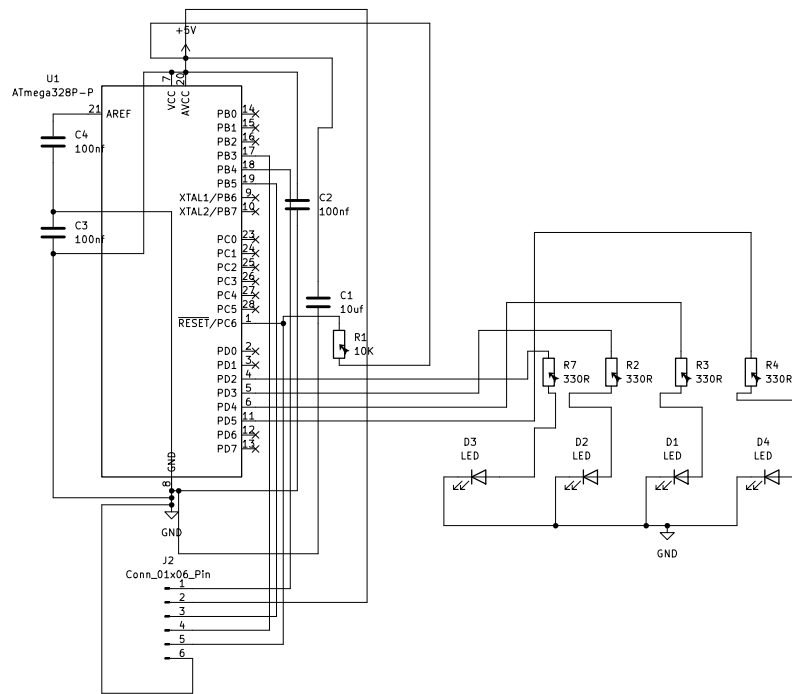 +5V
U1
ATmega328P-P
7
20
VCC
AVCC
21
AREF
PB0
14
PB1
15
PB2
16
PB3
17
PB4
18
PB5
19
XTAL1/PB6
9
XTAL2/PB7
10
PC0
23
PC1
24
PC2
25
PC3
26
PC4
27
PC5
28
RESET/PC6
1
PD0
2
PD1
3
PD2
4
PD3
5
PD4
6
PD5
11
PD6
12
PD7
13
GND
8
GND
C4
100nf
C3
100nf
C2
100nf
C1
10uf
R1
10K
R7
330R
R2
330R
R3
330R
R4
330R
D3
LED
D2
LED
D1
LED
D4
LED
GND
J2
Conn_01x06_Pin
1
2
3
4
5
6